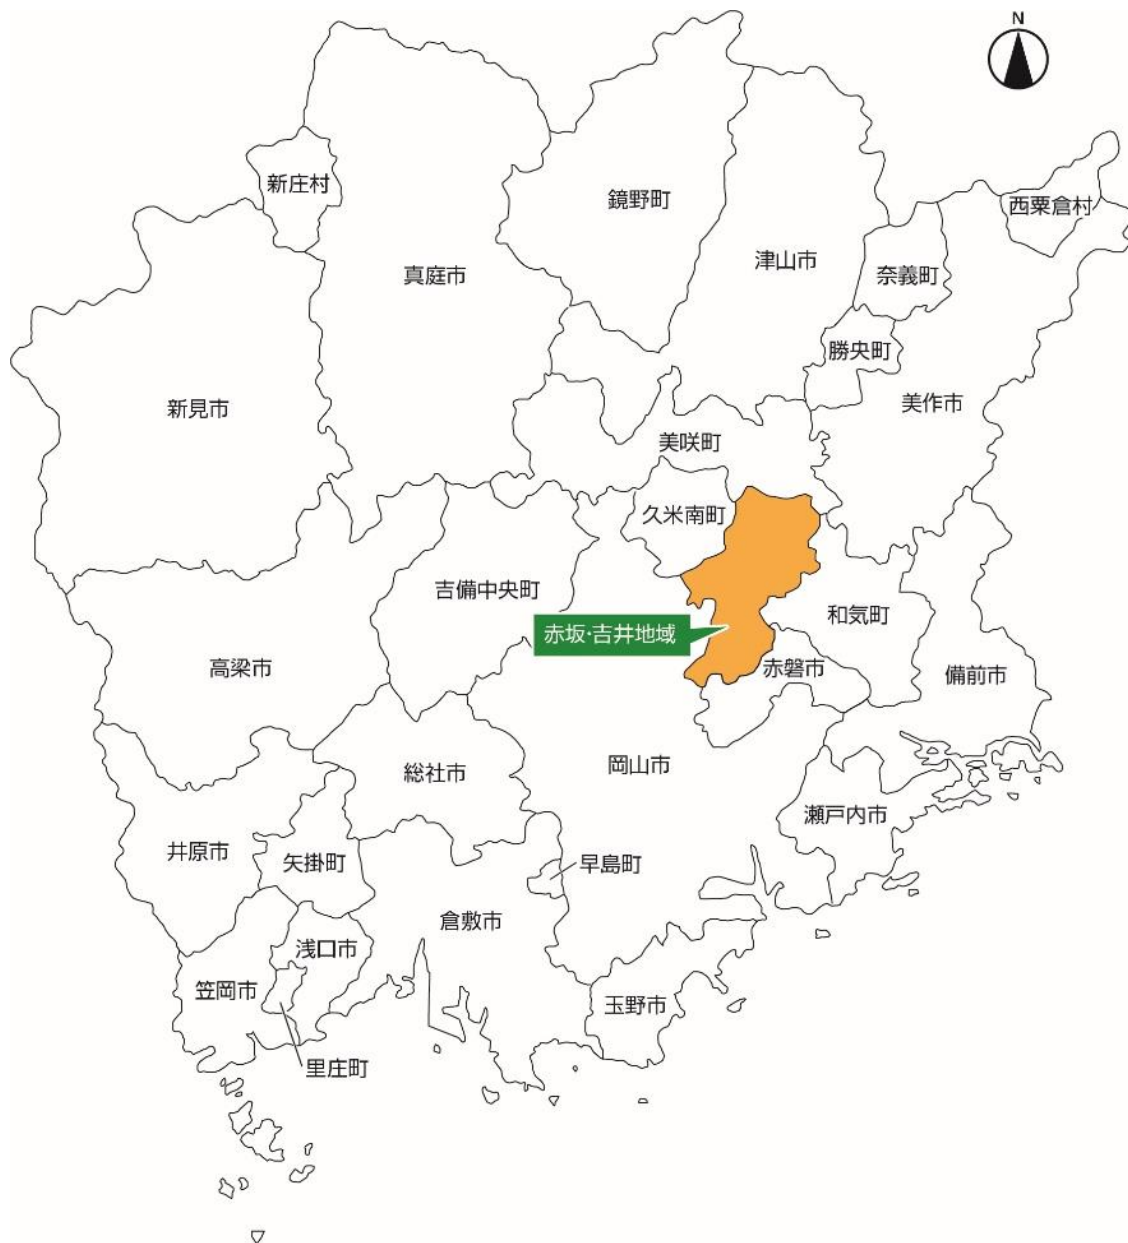 N
新庄村
鏡野町
西粟倉村
津山市
真庭市
奈義町
勝央町
新見市
美作市
美咲町
久米南町
吉備中央町
和気町
赤坂・吉井地域
高梁市
赤磐市
備前市
総社市
岡山市
瀬戸内市
井原市
矢掛町
早島町
倉敷市
浅口市
笠岡市
玉野市
里庄町